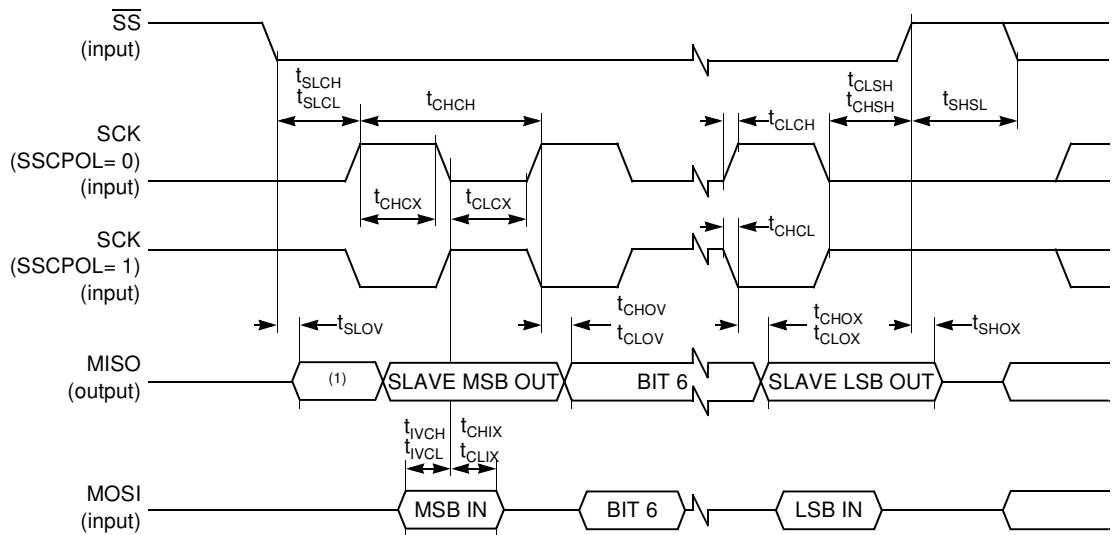 SS
(input)
tSLCH
tSLCL
tCHCH
tCLCH
tCLSH
tCHSH
tSHSL
SCK
(SSCPOL= 0)
(input)
tCHCX
tCLCX
SCK
(SSCPOL= 1)
(input)
tCHCL
tSLOV
tCHOV
tCLOV
tCHOX
tCLOX
tSHOX
MISO
(output)
(1)
SLAVE MSB OUT
BIT 6
SLAVE LSB OUT
tIVCH
tIVCL
tCHIX
tCLIX
MOSI
(input)
MSB IN
BIT 6
LSB IN